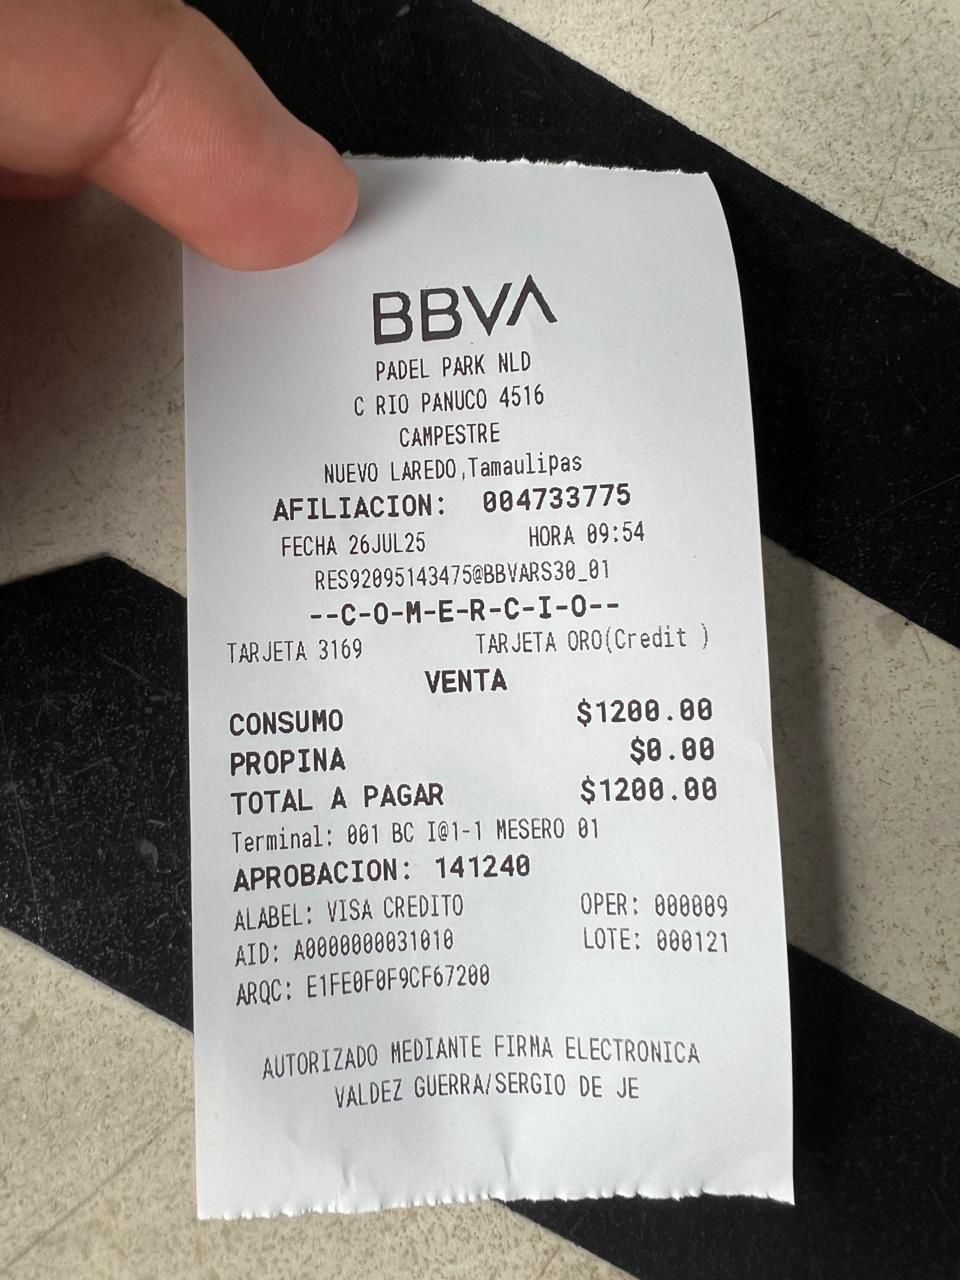 BBVA
PADEL PARK NLD
C RIO PANUCO 4516
CAMPESTRE
NUEVO LAREDO,Tamaulipas
AFILIACION: 004733775
FECHA 26JUL25 HORA 09:54
RES92095143475@BBVARS30_01
--C-O-M-E-R-C-I-O--
TARJETA 3169 TARJETA ORO(Credit )
VENTA
CONSUMO $1200.00
PROPINA $0.00
TOTAL A PAGAR $1200.00
Terminal: 001 BC I@1-1 MESERO 01
APROBACION: 141240
ALABEL: VISA CREDITO OPER: 000009
AID: A0000000031010 LOTE: 000121
ARQC: E1FE0F0F9CF67200
AUTORIZADO MEDIANTE FIRMA ELECTRONICA
VALDEZ GUERRA/SERGIO DE JE